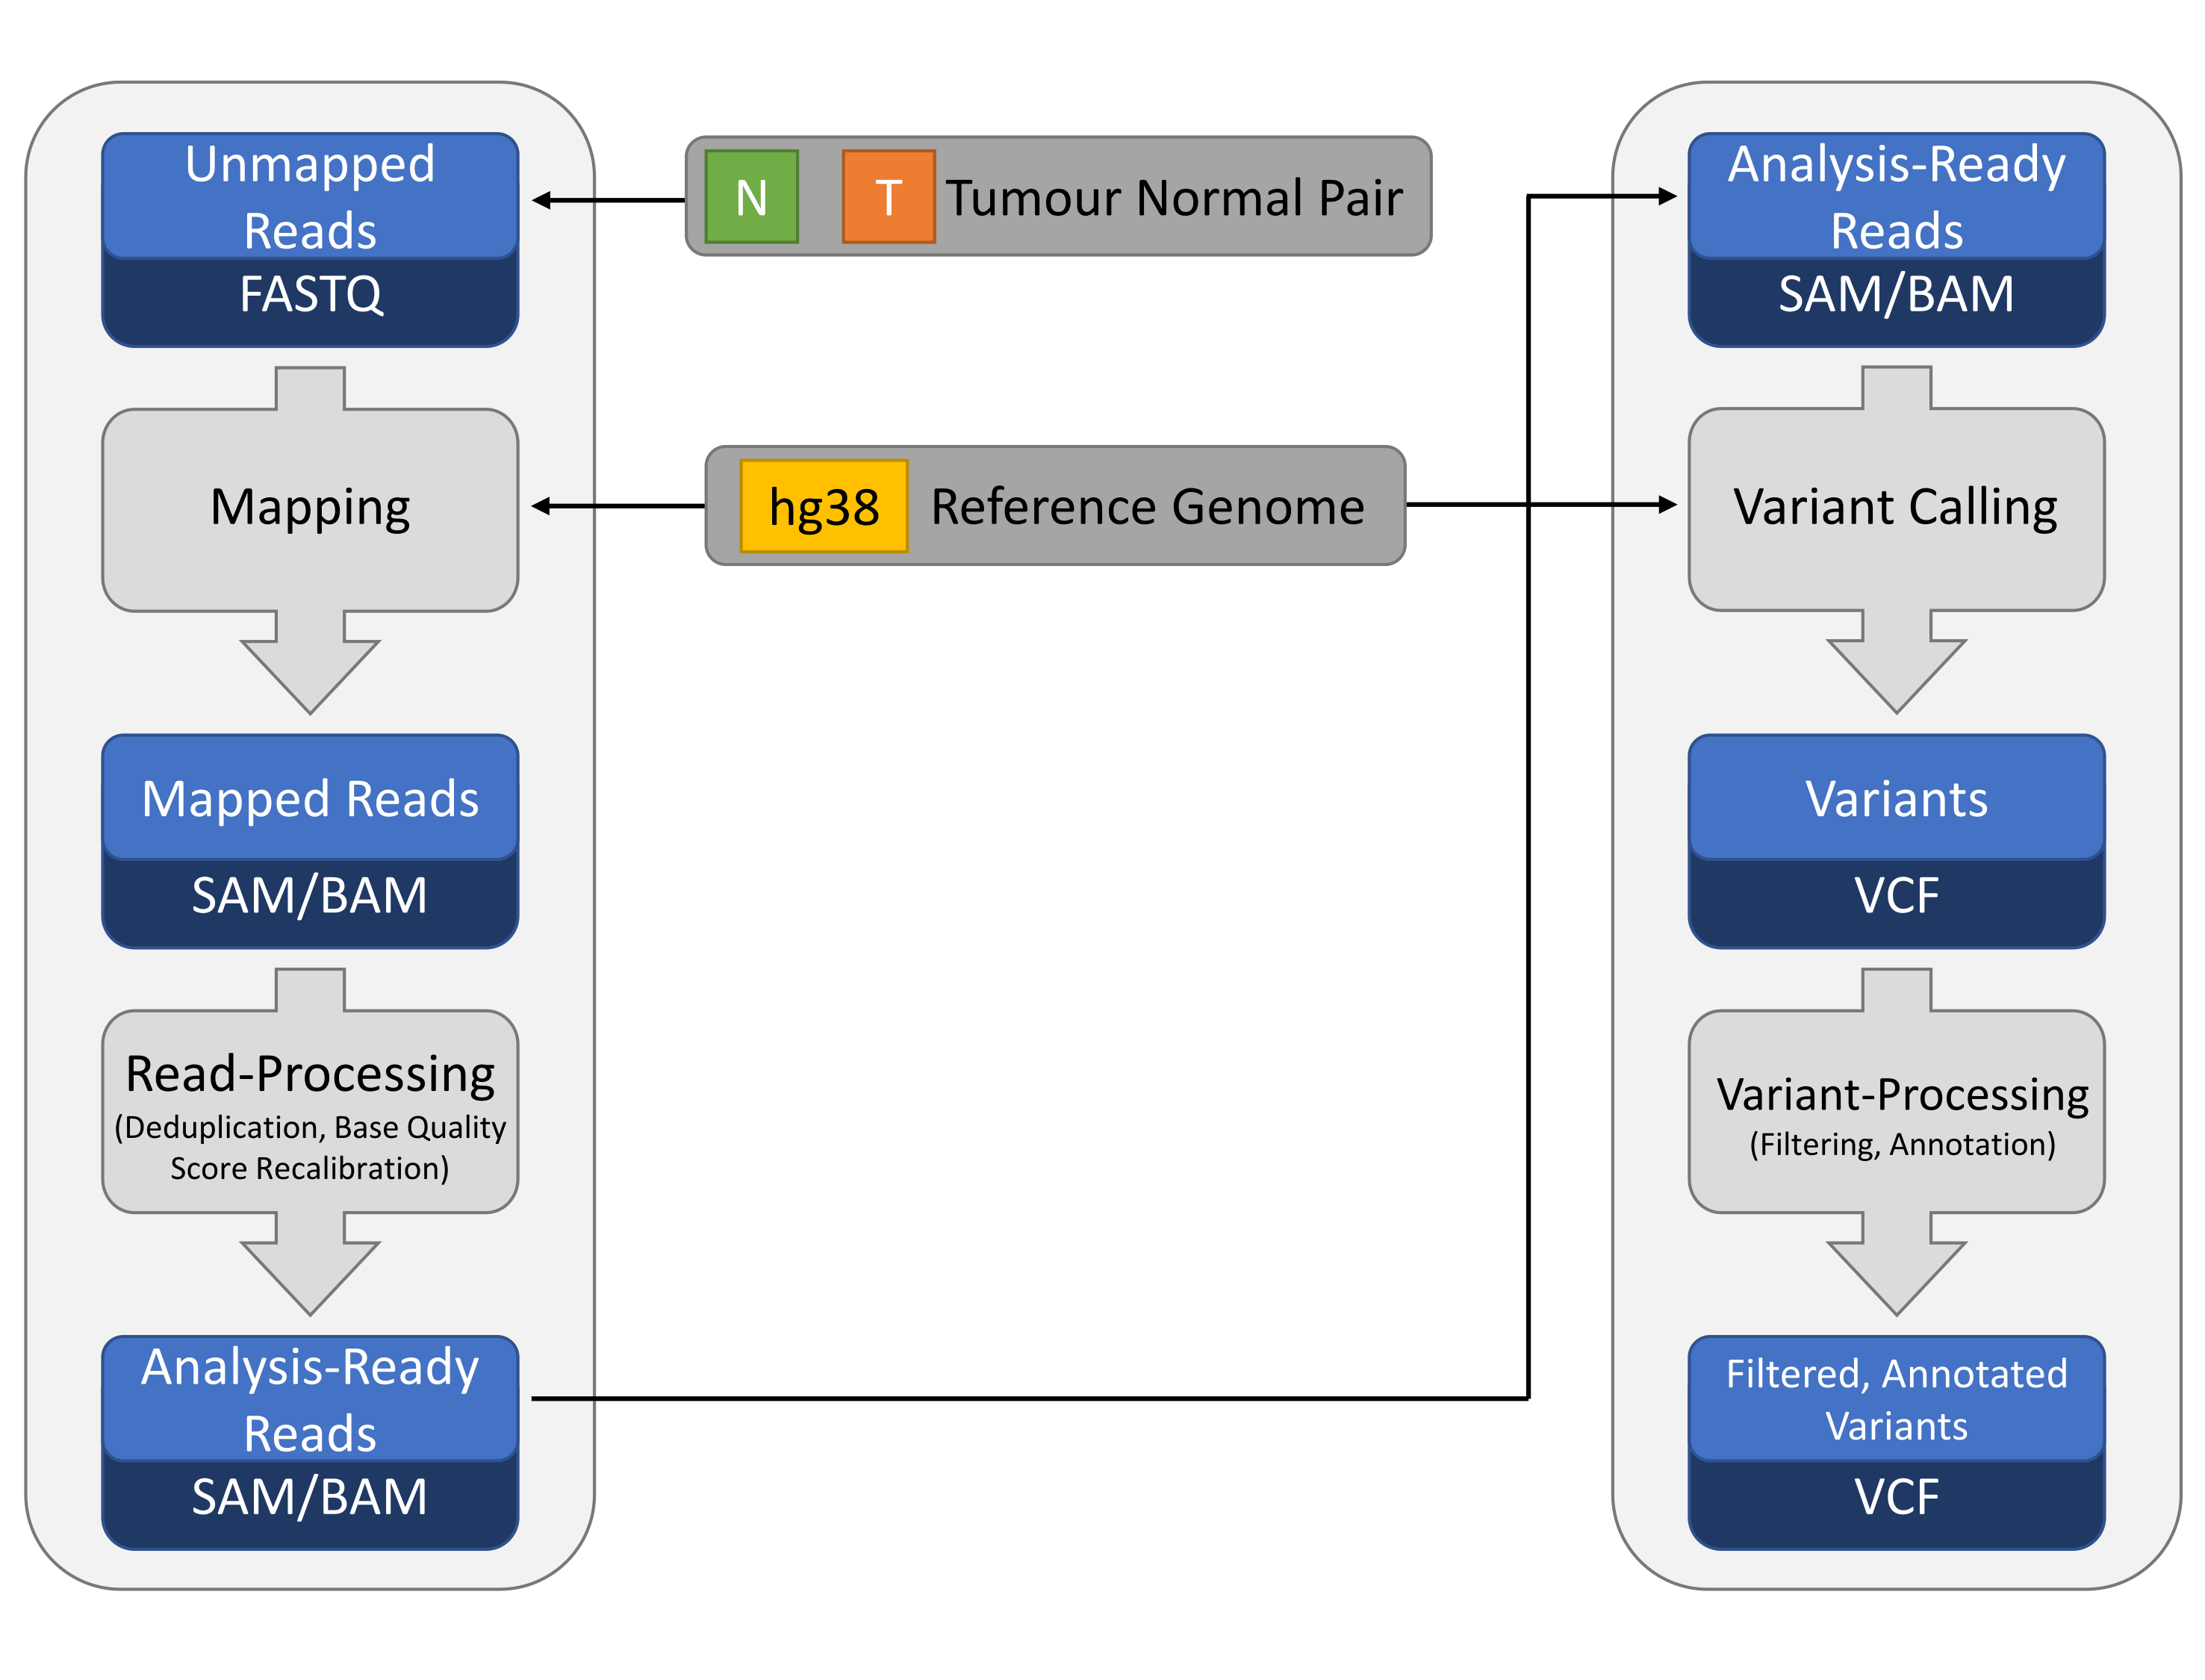 Unmapped
Reads
FASTQ
Mapping
Mapped Reads
SAM/BAM
Read-Processing
(Deduplication, Base Quality
Score Recalibration)
Analysis-Ready
Reads
SAM/BAM
N T Tumour Normal Pair
hg38 Reference Genome
Analysis-Ready
Reads
SAM/BAM
Variant Calling
Variants
VCF
Variant-Processing
(Filtering, Annotation)
Filtered, Annotated
Variants
VCF